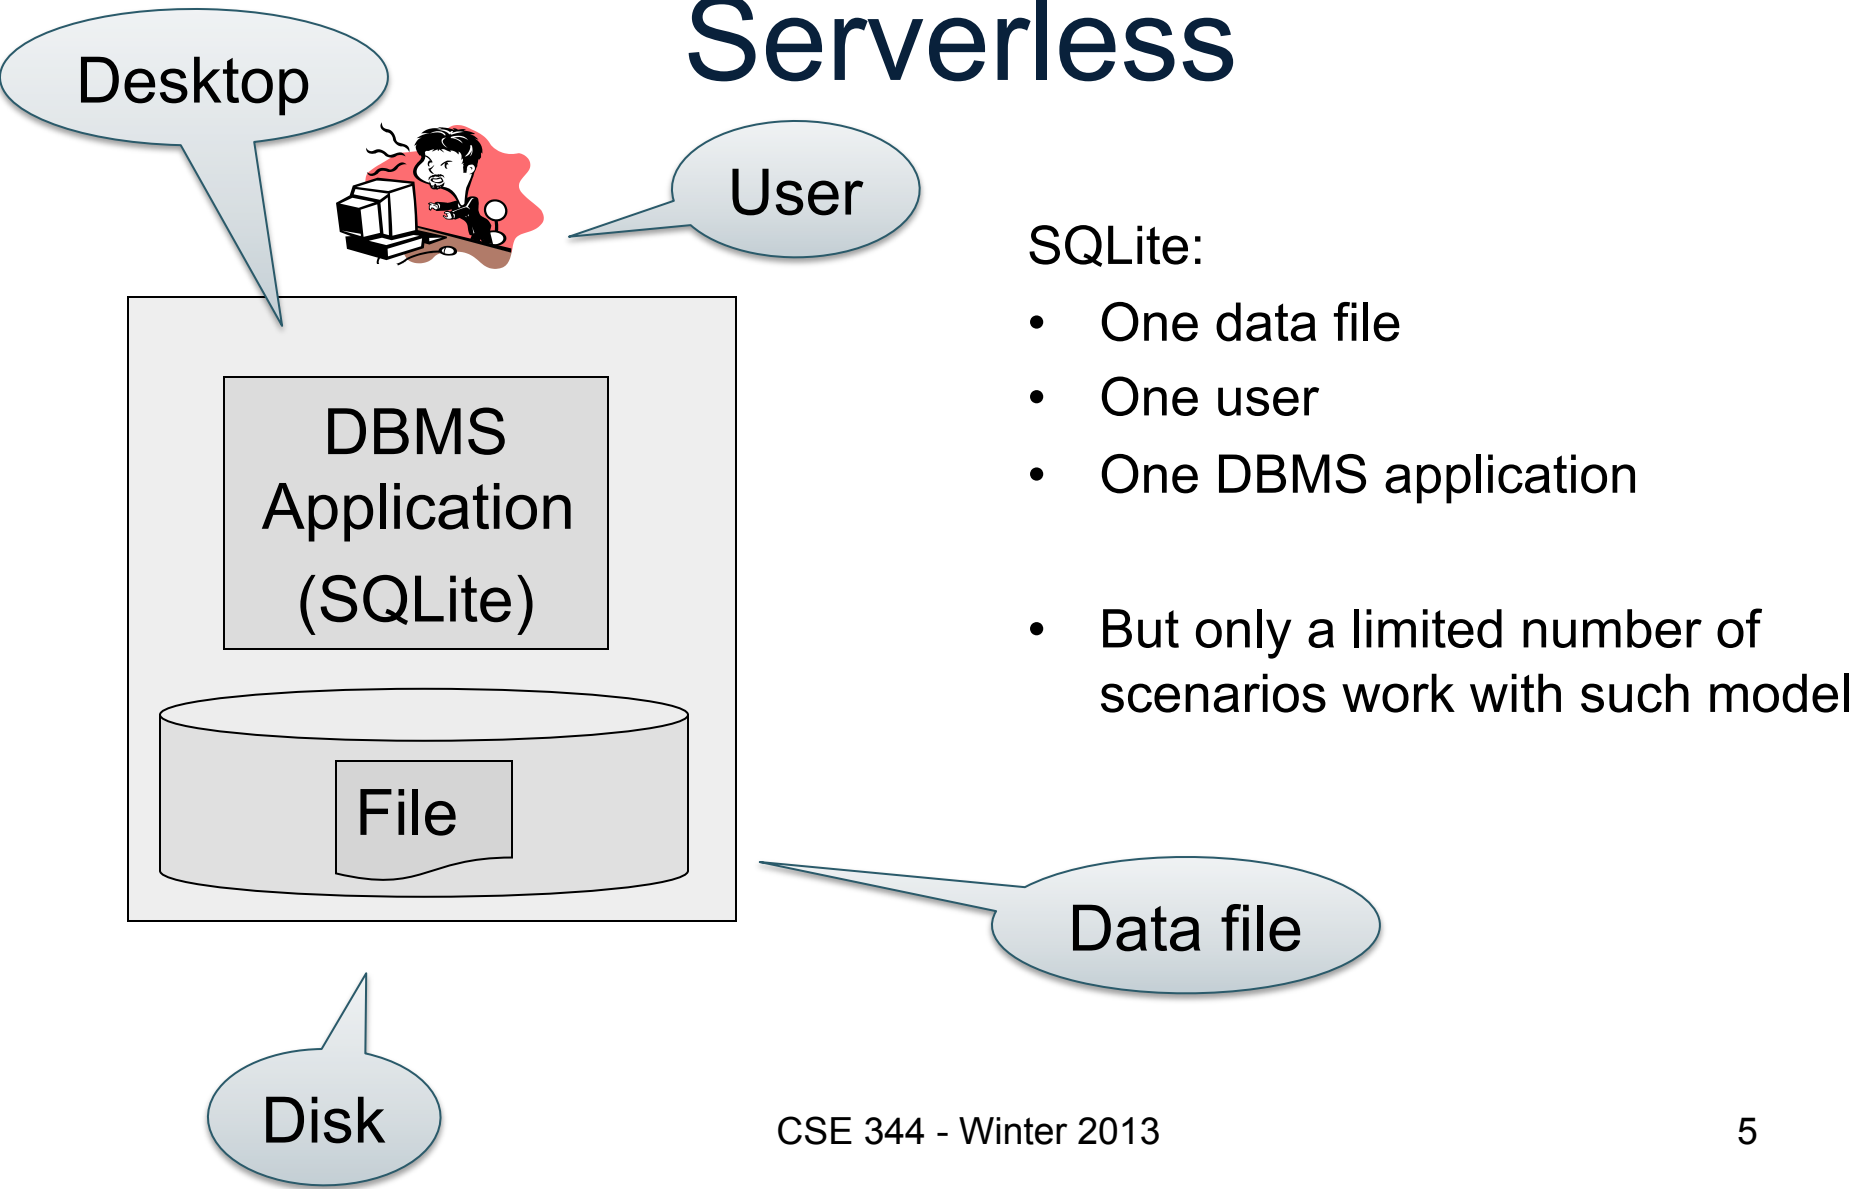 Serverless
Desktop
User
DBMS
Application
(SQLite)
File
Data file
Disk
SQLite:
• One data file
• One user
• One DBMS application
• But only a limited number of
scenarios work with such model
CSE 344 - Winter 2013
5